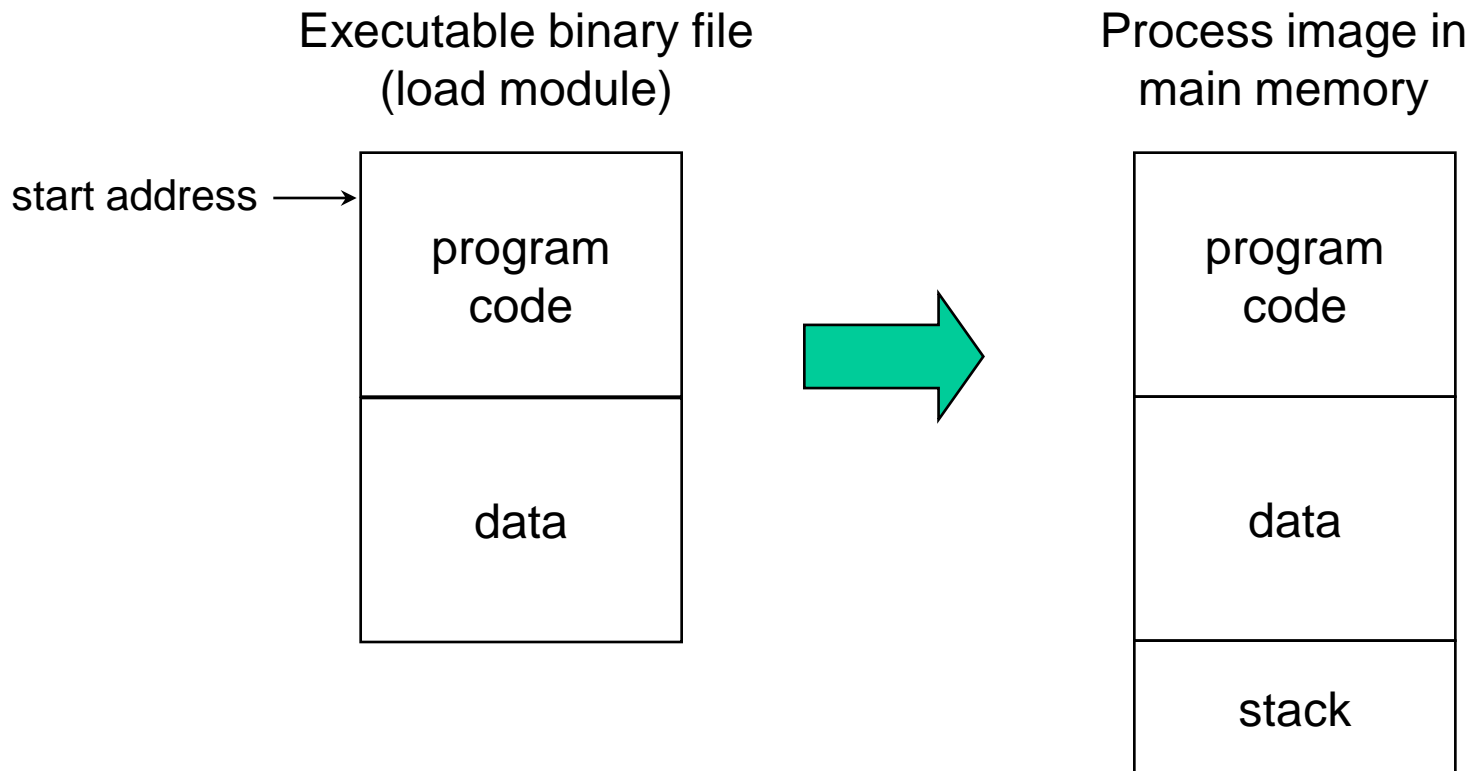 Executable binary file
(load module)
Process image in
main memory
start address
program
code
data
program
code
data
stack